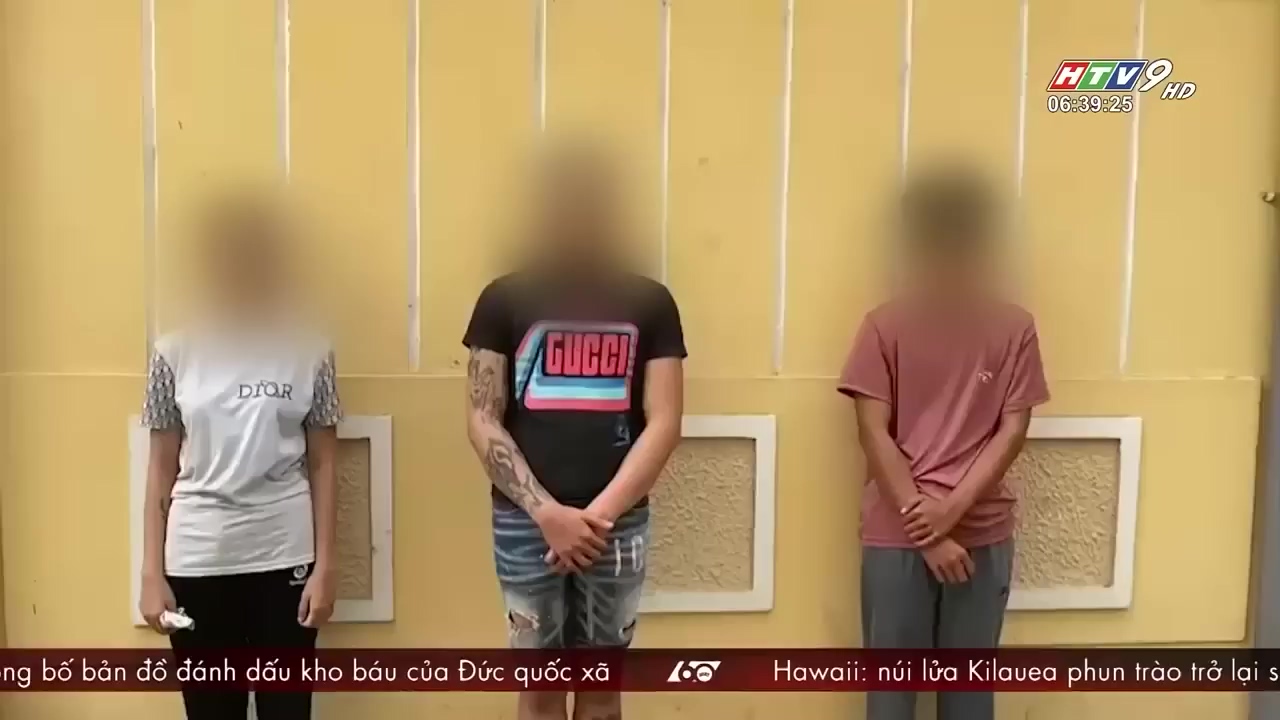 HTV9 HD
06:39:25
DIOR
GUCCI
ng bố bản đồ đánh dấu kho báu của Đức quốc xã
60
Hawaii: núi lửa Kilauea phun trào trở lại s